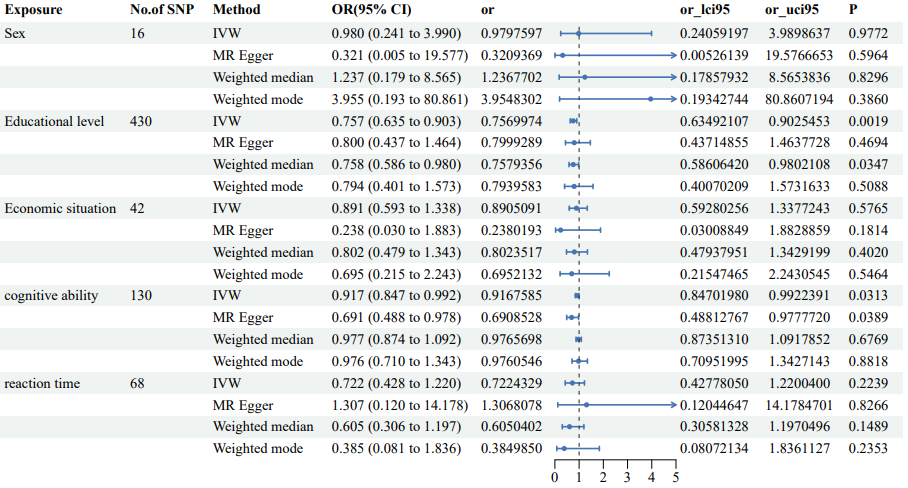 Exposure No.of SNP Method OR(95% CI) or or_lci95 or_uci95 P
Sex 16 IVW 0.980 (0.241 to 3.990) 0.9797597 0.24059197 3.9898637 0.9772
MR Egger 0.321 (0.005 to 19.577) 0.3209369 0.00526139 19.5766653 0.5964
Weighted median 1.237 (0.179 to 8.565) 1.2367702 0.17857932 8.5653836 0.8296
Weighted mode 3.955 (0.193 to 80.861) 3.9548302 0.19342744 80.8607194 0.3860
Educational level 430 IVW 0.757 (0.635 to 0.903) 0.7569974 0.63492107 0.9025453 0.0019
MR Egger 0.800 (0.437 to 1.464) 0.7999289 0.43714855 1.4637728 0.4694
Weighted median 0.758 (0.586 to 0.980) 0.7579356 0.58606420 0.9802108 0.0347
Weighted mode 0.794 (0.401 to 1.573) 0.7939583 0.40070209 1.5731633 0.5088
Economic situation 42 IVW 0.891 (0.593 to 1.338) 0.8905091 0.59280256 1.3377243 0.5765
MR Egger 0.238 (0.030 to 1.883) 0.2380193 0.03008849 1.8828859 0.1814
Weighted median 0.802 (0.479 to 1.343) 0.8023517 0.47937951 1.3429199 0.4020
Weighted mode 0.695 (0.215 to 2.243) 0.6952132 0.21547465 2.2430545 0.5464
cognitive ability 130 IVW 0.917 (0.847 to 0.992) 0.9167585 0.84701980 0.9922391 0.0313
MR Egger 0.691 (0.488 to 0.978) 0.6908528 0.48812767 0.9777720 0.0389
Weighted median 0.977 (0.874 to 1.092) 0.9765698 0.87351310 1.0917852 0.6769
Weighted mode 0.976 (0.710 to 1.343) 0.9760546 0.70951995 1.3427143 0.8818
reaction time 68 IVW 0.722 (0.428 to 1.220) 0.7224329 0.42778050 1.2200400 0.2239
MR Egger 1.307 (0.120 to 14.178) 1.3068078 0.12044647 14.1784701 0.8266
Weighted median 0.605 (0.306 to 1.197) 0.6050402 0.30581328 1.1970496 0.1489
Weighted mode 0.385 (0.081 to 1.836) 0.3849850 0.08072134 1.8361127 0.2353
0 1 2 3 4 5